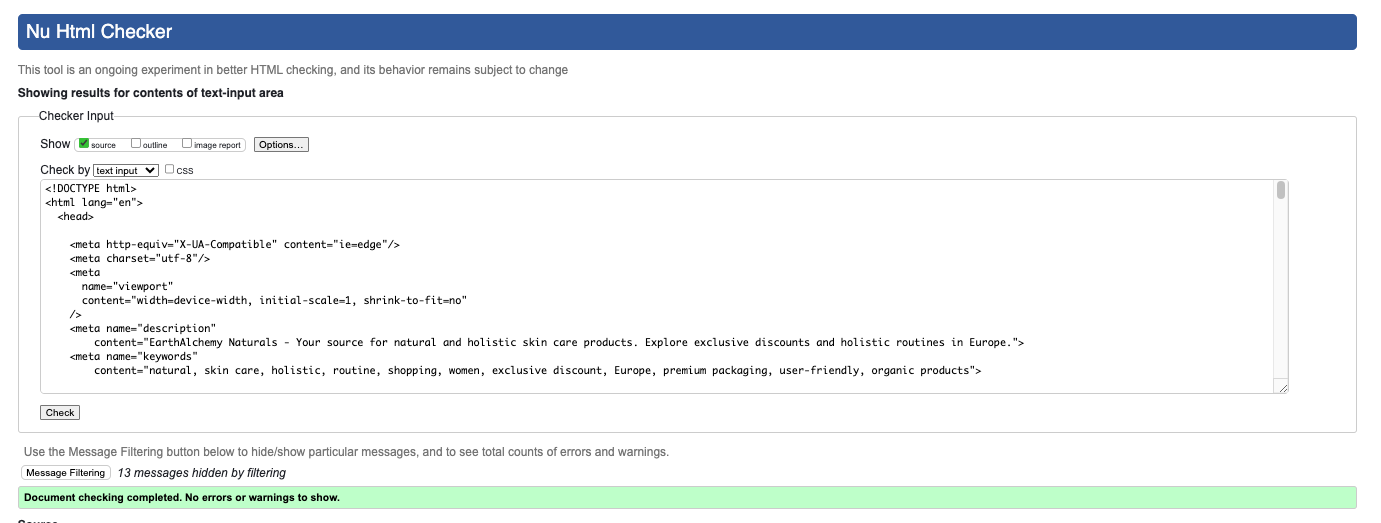 Nu Html Checker
This tool is an ongoing experiment in better HTML checking, and its behavior remains subject to change
Showing results for contents of text-input area
Checker Input
Show source outline image report Options...
Check by text input css
<!DOCTYPE html>
<html lang="en">
  <head>

    <meta http-equiv="X-UA-Compatible" content="ie=edge"/>
    <meta charset="utf-8"/>
    <meta
      name="viewport"
      content="width=device-width, initial-scale=1, shrink-to-fit=no"
    />
    <meta name="description"
        content="EarthAlchemy Naturals - Your source for natural and holistic skin care products. Explore exclusive discounts and holistic routines in Europe.">
    <meta name="keywords"
        content="natural, skin care, holistic, routine, shopping, women, exclusive discount, Europe, premium packaging, user-friendly, organic products">
Check
Use the Message Filtering button below to hide/show particular messages, and to see total counts of errors and warnings.
Message Filtering 13 messages hidden by filtering
Document checking completed. No errors or warnings to show.